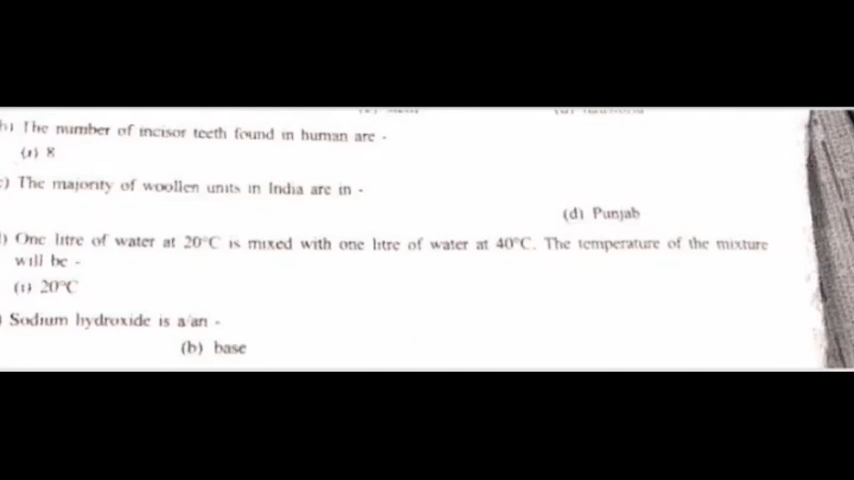 b) The number of incisor teeth found in human are -
(i) 8
c) The majority of woollen units in India are in -
(d) Punjab
) One litre of water at 20°C is mixed with one litre of water at 40°C. The temperature of the mixture
will be -
(i) 20°C
) Sodium hydroxide is a/an -
(b) base